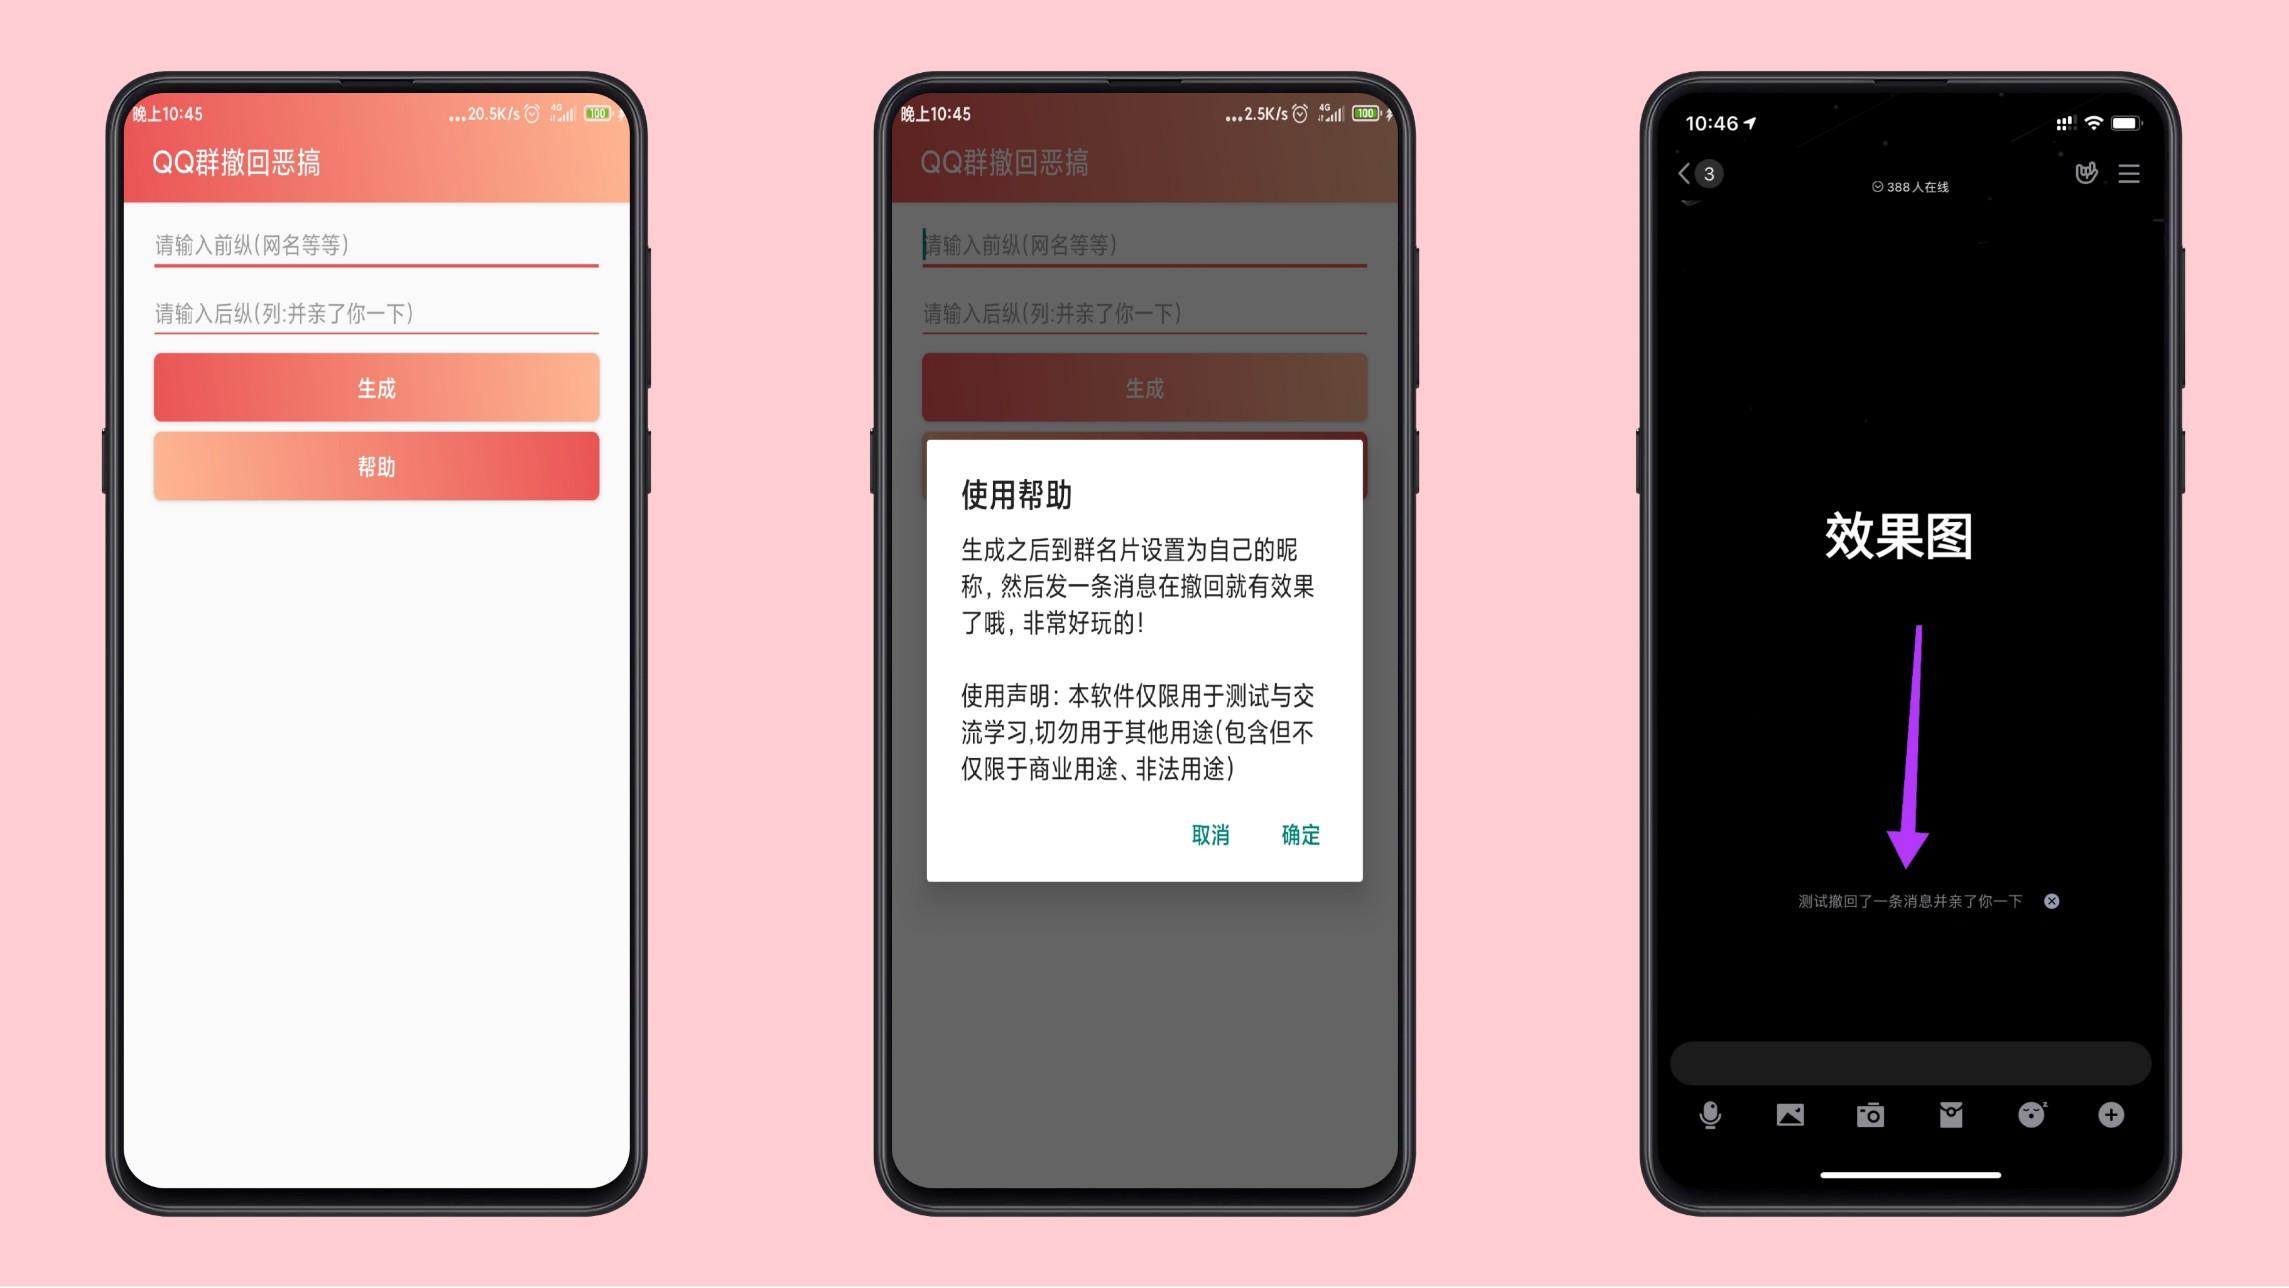 晚上10:45
...20.5K/s
4G
100
QQ群撤回恶搞
请输入前纵(网名等等)
请输入后纵(列:并亲了你一下)
生成
帮助
晚上10:45
...2.5K/s
4G
100
QQ群撤回恶搞
请输入前纵(网名等等)
请输入后纵(列:并亲了你一下)
生成
使用帮助
生成之后到群名片设置为自己的昵
称, 然后发一条消息在撤回就有效果
了哦, 非常好玩的!
使用声明: 本软件仅限用于测试与交
流学习,切勿用于其他用途(包含但不
仅限于商业用途、非法用途)
取消
确定
10:46
3
388人在线
效果图
测试撤回了一条消息并亲了你一下